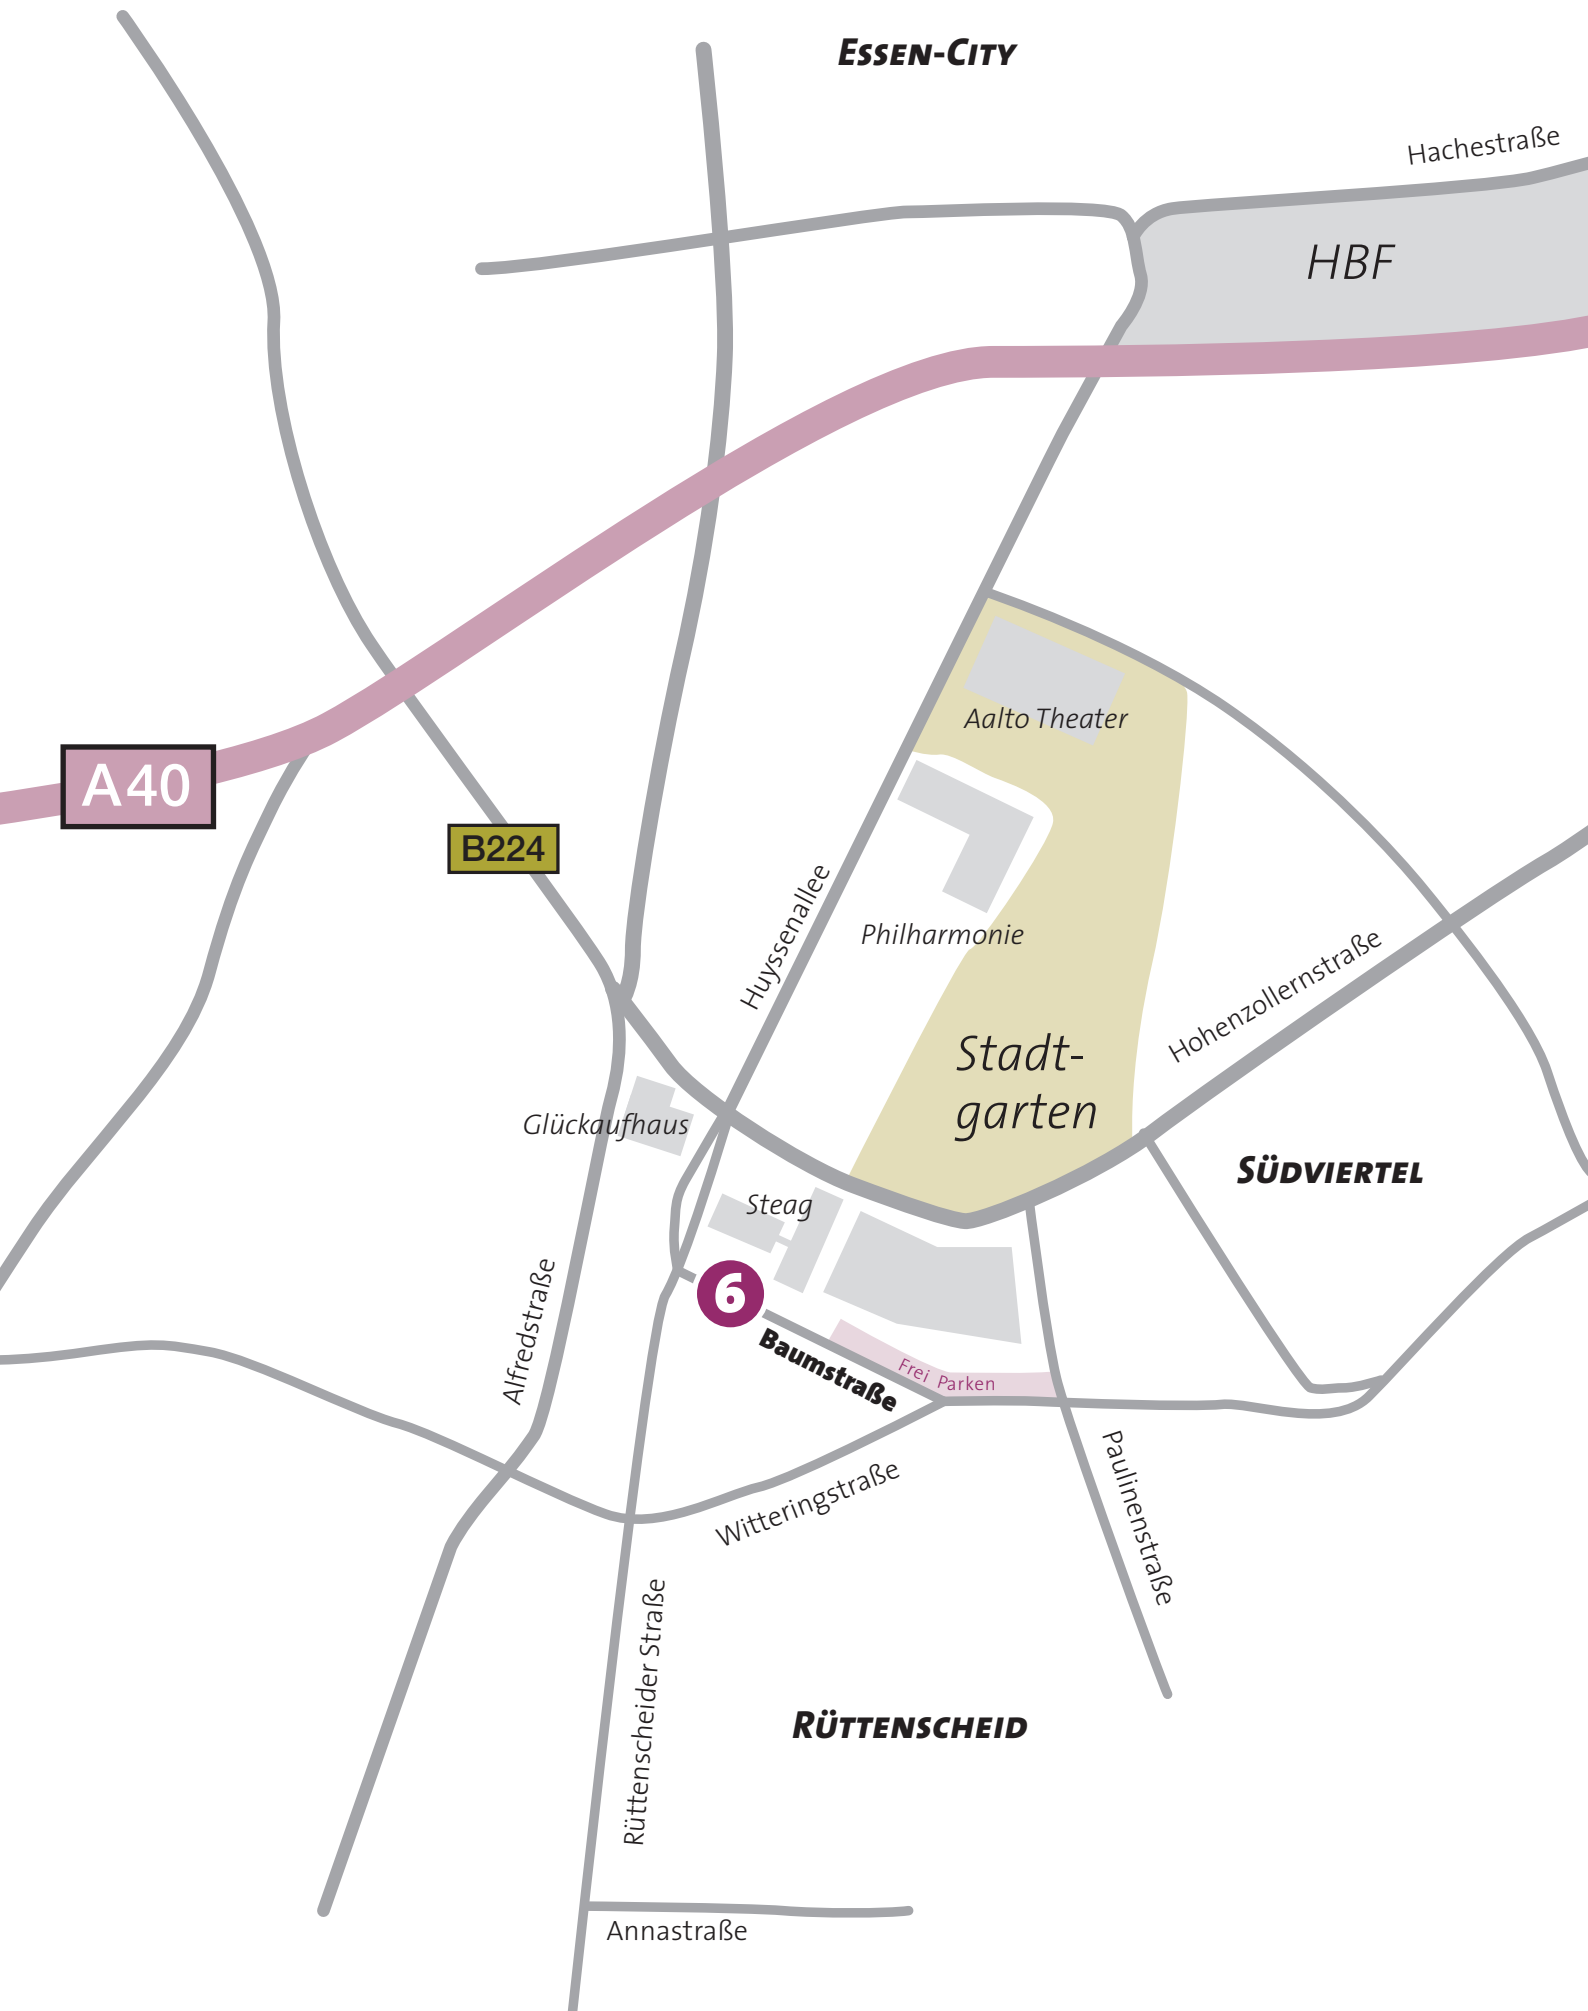 ESSEN-CITY
Hachestraße
HBF
Aalto Theater
A40
B224
Huyssenallee
Philharmonie
Hohenzollernstraße
Stadt-
garten
Glückaufhaus
SÜDVIERTEL
Steag
Alfredstraße
6
Baumstraße
Frei Parken
Witteringstraße
Paulinenstraße
Rüttenscheider Straße
RÜTTENSCHEID
Annastraße